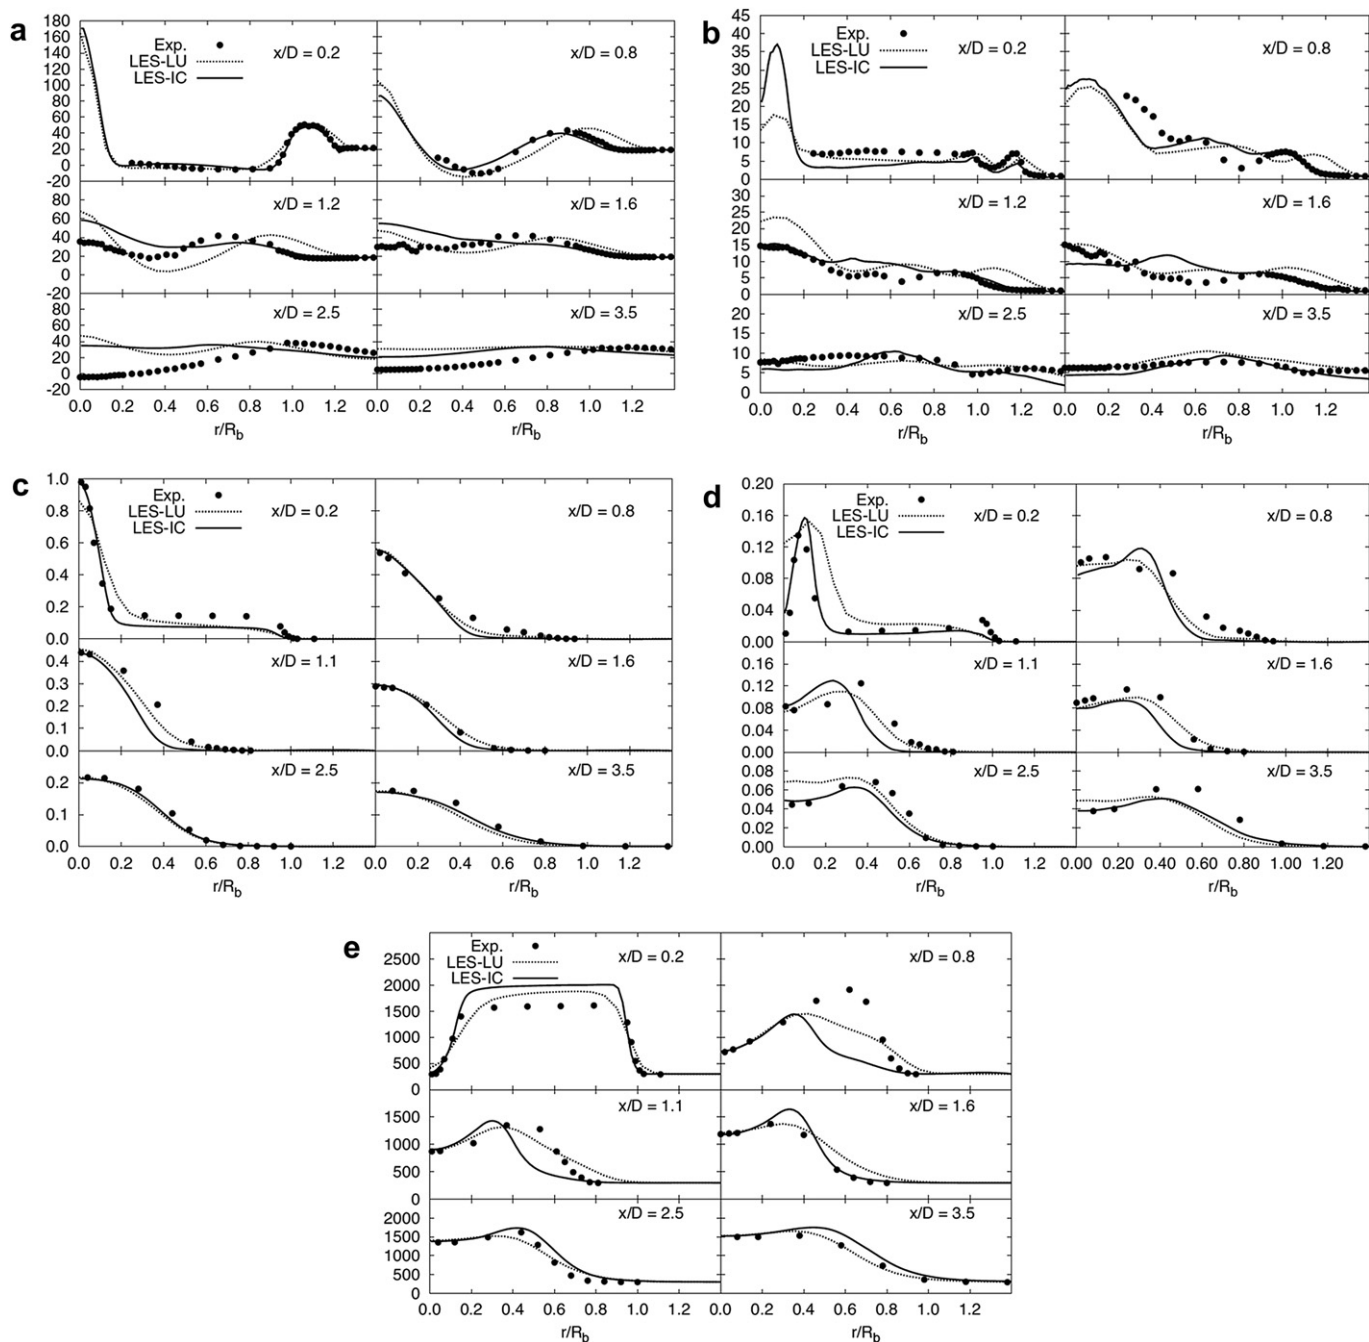 a
180
160
140
120
100
80
60
40
20
0
-20
Exp.
LES-LU
LES-IC
x/D = 0.2
x/D = 0.8
80
60
40
20
0
-20
x/D = 1.2
x/D = 1.6
80
60
40
20
0
-20
x/D = 2.5
x/D = 3.5
0.0 0.2 0.4 0.6 0.8 1.0 1.2 0.0 0.2 0.4 0.6 0.8 1.0 1.2
r/Rb r/Rb
b
45
40
35
30
25
20
15
10
5
0
Exp.
LES-LU
LES-IC
x/D = 0.2
x/D = 0.8
30
25
20
15
10
5
0
x/D = 1.2
x/D = 1.6
20
15
10
5
0
x/D = 2.5
x/D = 3.5
0.0 0.2 0.4 0.6 0.8 1.0 1.2 0.0 0.2 0.4 0.6 0.8 1.0 1.2
r/Rb r/Rb
c
1.0
0.8
0.6
0.4
0.2
0.0
Exp.
LES-LU
LES-IC
x/D = 0.2
x/D = 0.8
0.4
0.3
0.2
0.1
0.0
x/D = 1.1
x/D = 1.6
0.2
0.1
0.0
x/D = 2.5
x/D = 3.5
0.0 0.2 0.4 0.6 0.8 1.0 1.2 0.0 0.2 0.4 0.6 0.8 1.0 1.2
r/Rb r/Rb
d
0.20
0.16
0.12
0.08
0.04
0.00
Exp.
LES-LU
LES-IC
x/D = 0.2
x/D = 0.8
0.16
0.12
0.08
0.04
0.00
x/D = 1.1
x/D = 1.6
0.08
0.06
0.04
0.02
0.00
x/D = 2.5
x/D = 3.5
0.0 0.2 0.4 0.6 0.8 1.0 1.2 0.00 0.20 0.4 0.6 0.8 1.0 1.2
r/Rb r/Rb
e
2500
2000
1500
1000
500
0
Exp.
LES-LU
LES-IC
x/D = 0.2
x/D = 0.8
1500
1000
500
0
x/D = 1.1
x/D = 1.6
2000
1500
1000
500
0
x/D = 2.5
x/D = 3.5
0.0 0.2 0.4 0.6 0.8 1.0 1.2 0.0 0.2 0.4 0.6 0.8 1.0 1.2
r/Rb r/Rb